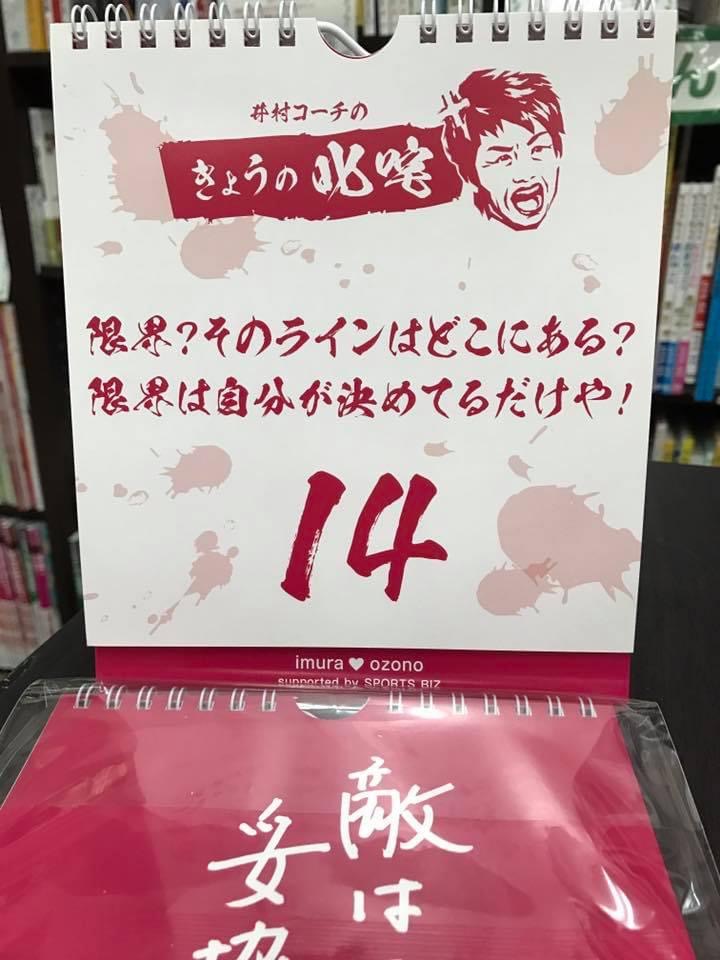 井村コーチの
きょうの叱咤
限界?そのラインはどこにある?
限界は自分が決めてるだけや!
14
imura♥ozono
supported by SPORTS BIZ
敵は
妥協
ん